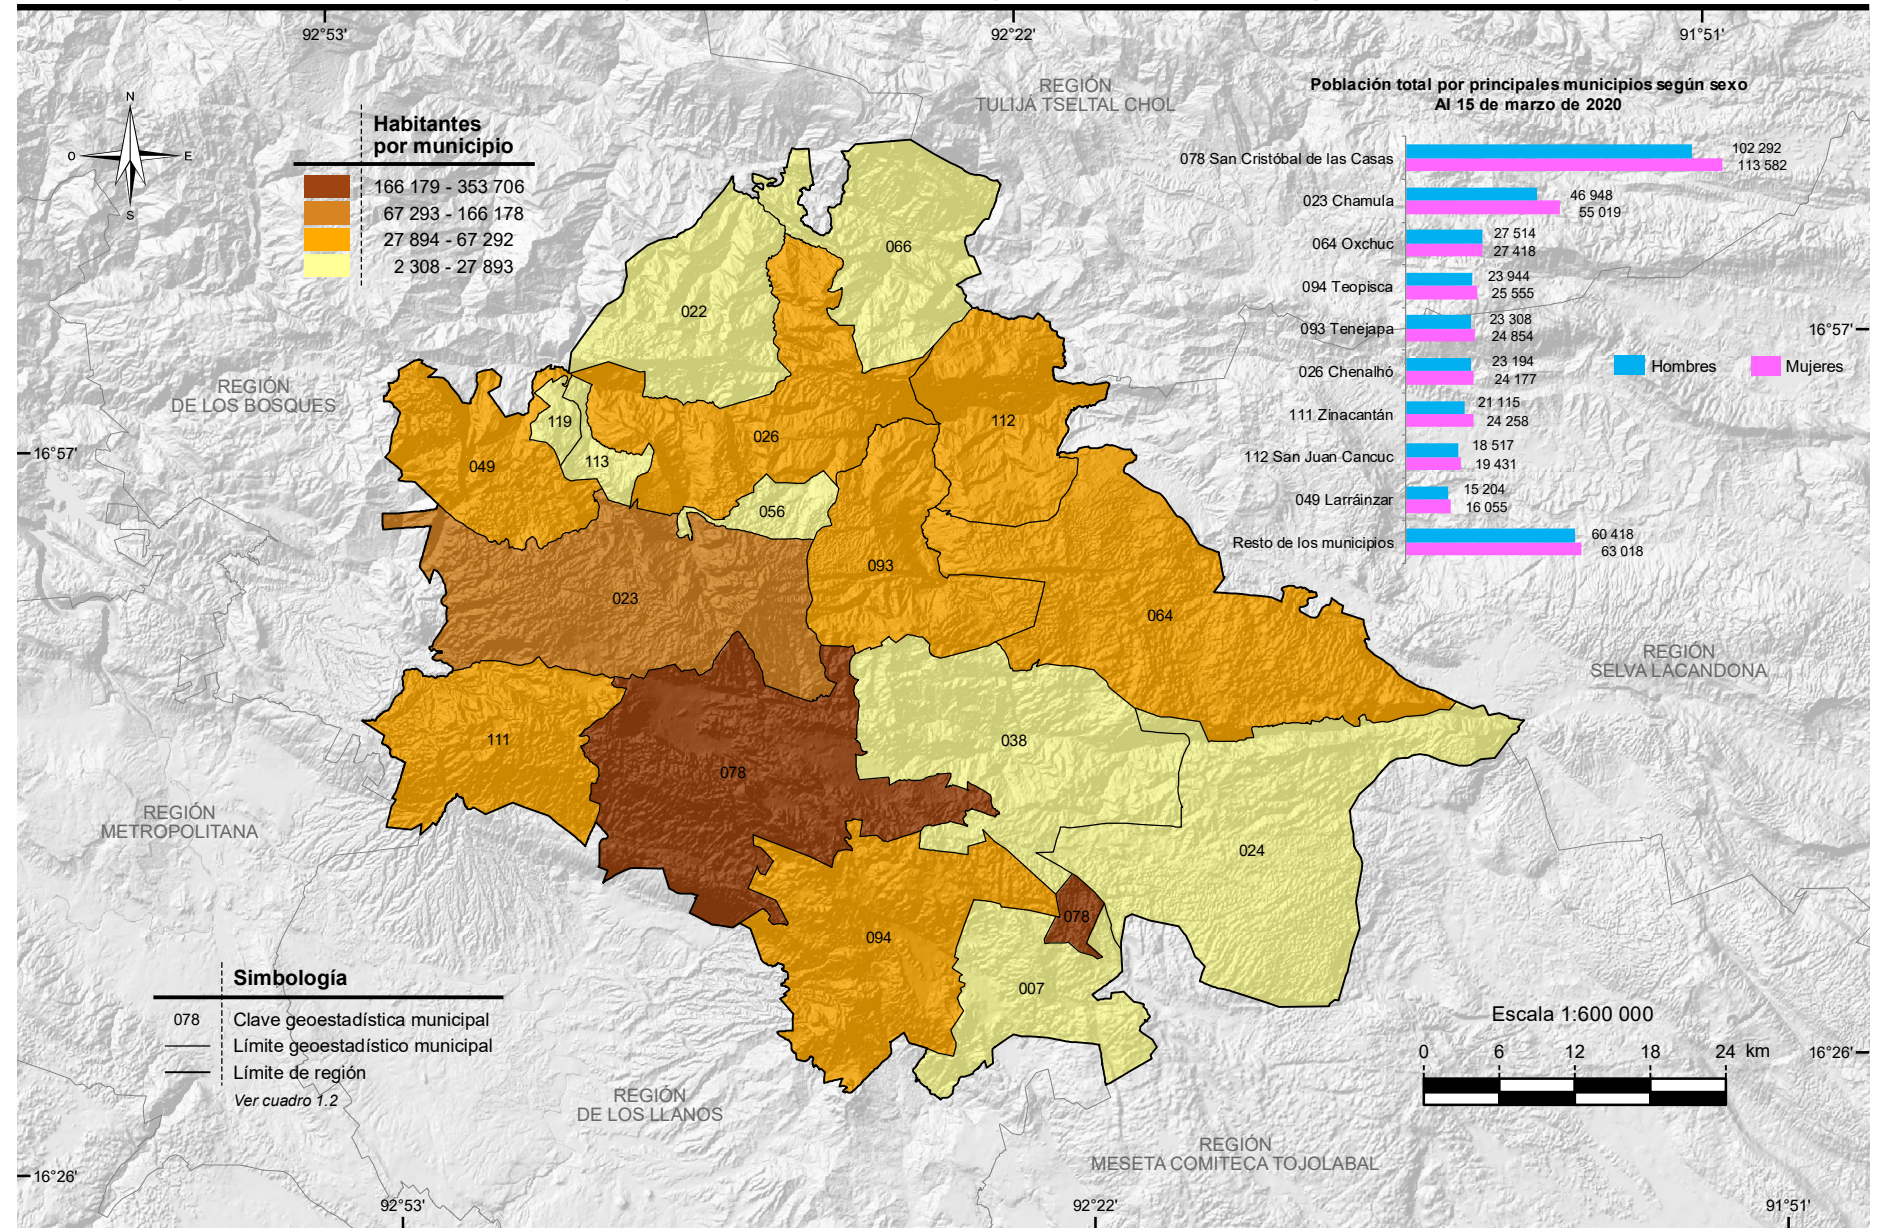 92°53'
92°22'
91°51'
REGIÓN
TULIJÁ TSELTAL CHOL
Población total por principales municipios según sexo
Al 15 de marzo de 2020
N
O
E
S
Habitantes
por municipio
166 179 - 353 706
67 293 - 166 178
27 894 - 67 292
2 308 - 27 893
078 San Cristóbal de las Casas
102 292
113 582
023 Chamula
46 948
55 019
064 Oxchuc
27 514
27 418
094 Teopisca
23 944
25 555
093 Tenejapa
23 308
24 854
026 Chenalhó
23 194
24 177
111 Zinacantán
21 115
24 258
112 San Juan Cancuc
18 517
19 431
049 Larráinzar
15 204
16 055
Resto de los municipios
60 418
63 018
Hombres
Mujeres
16°57'
16°57'
REGIÓN
DE LOS BOSQUES
066
022
119
112
026
049
113
056
093
023
064
REGIÓN
SELVA LACANDONA
111
038
078
REGIÓN
METROPOLITANA
024
078
094
007
Simbología
078 Clave geoestadística municipal
Límite geoestadístico municipal
Límite de región
Ver cuadro 1.2
Escala 1:600 000
0 6 12 18 24 km
16°26'
REGIÓN
DE LOS LLANOS
REGIÓN
MESETA COMITECA TOJOLABAL
16°26'
92°53'
92°22'
91°51'